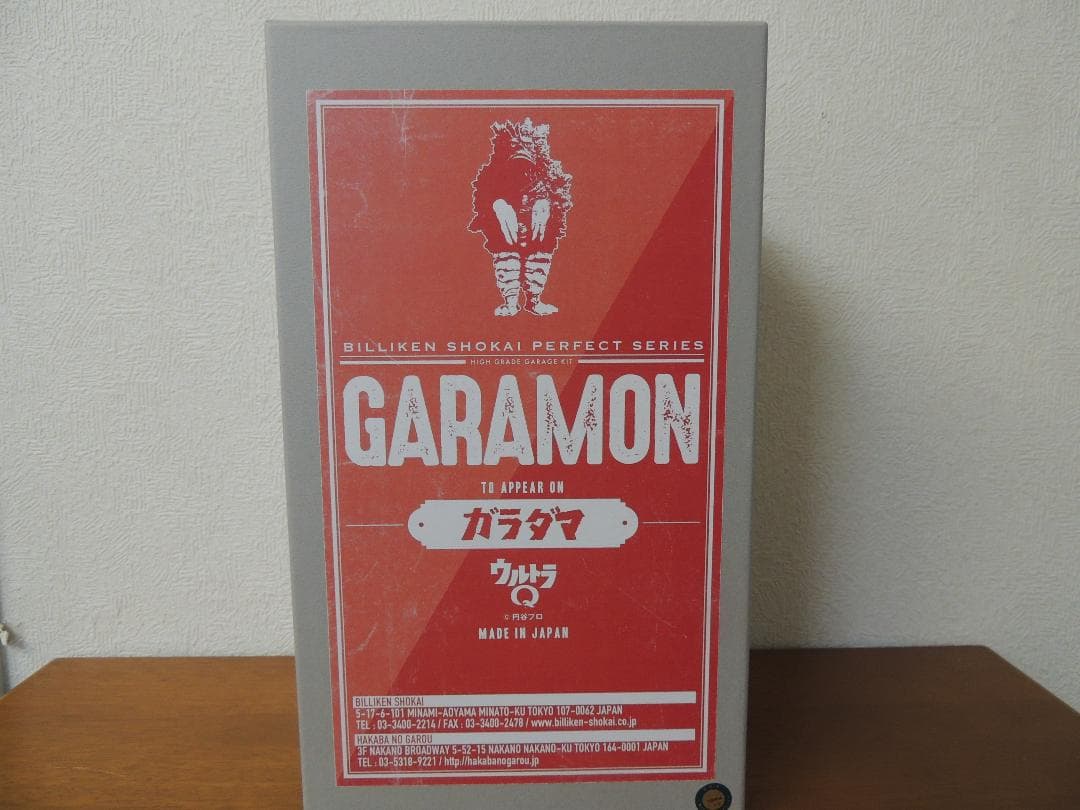 BILLIKEN SHOKAI PERFECT SERIES
HIGH GRADE GARAGE KIT
GARAMON
TO APPEAR ON
ガラダマ
ウルトラ
Q
© 円谷プロ
MADE IN JAPAN
BILLIKEN SHOKAI
5-17-6-101 MINAMI-AOYAMA MINATO-KU TOKYO 107-0062 JAPAN
TEL : 03-3400-2214 / FAX : 03-3400-2478 / www.billiken-shokai.co.jp
HAKABA NO GAROU
3F NAKANO BROADWAY 5-52-15 NAKANO NAKANO-KU TOKYO 164-0001 JAPAN
TEL : 03-5318-9221 / http://hakabanogarou.jp